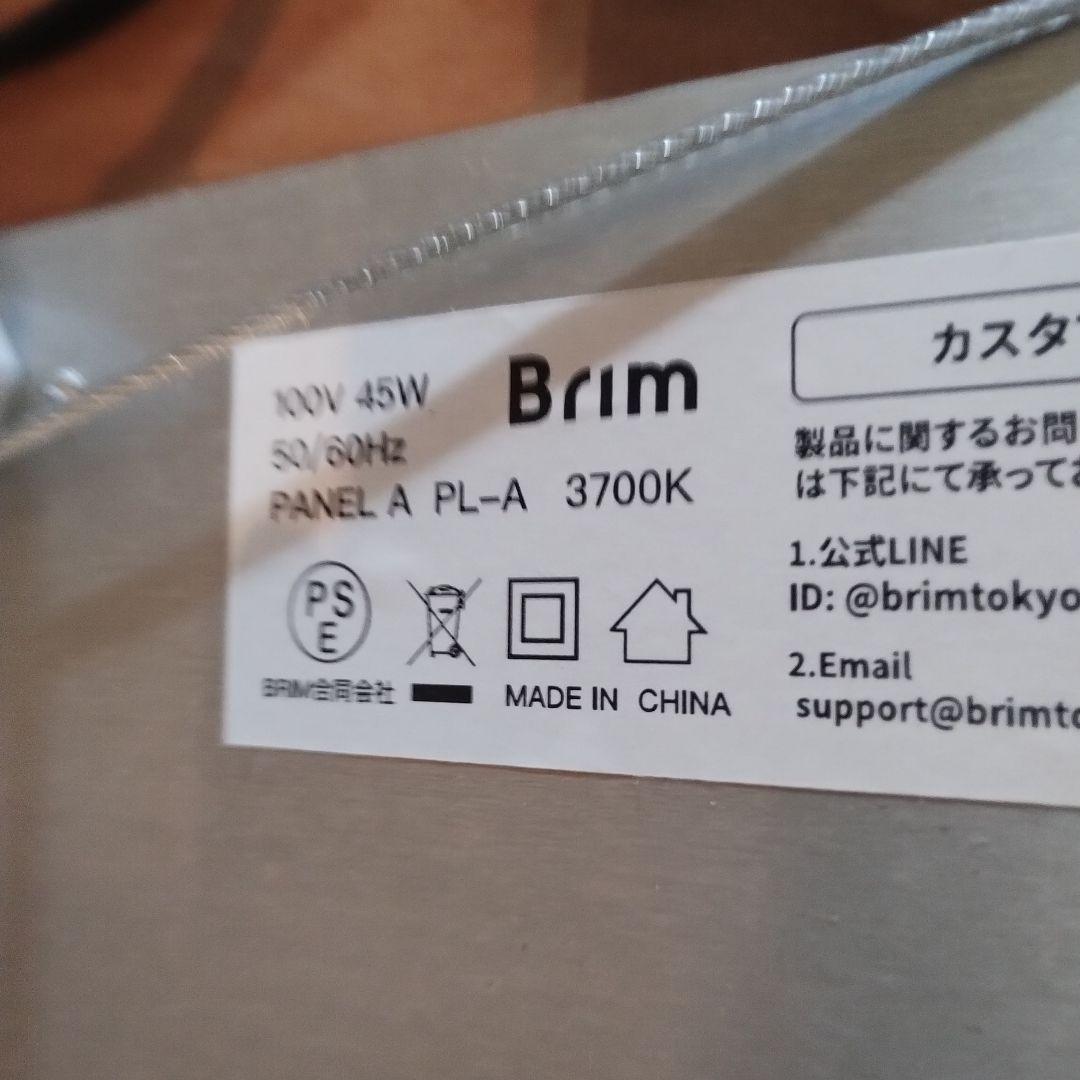 100V 45W
50/60Hz
Brim
PANEL A PL-A 3700K
PS
E
BRIM合同会社
MADE IN CHINA
カスタ
製品に関するお問
は下記にて承ってお
1.公式LINE
ID: @brimtokyo
2.Email
support@brimto